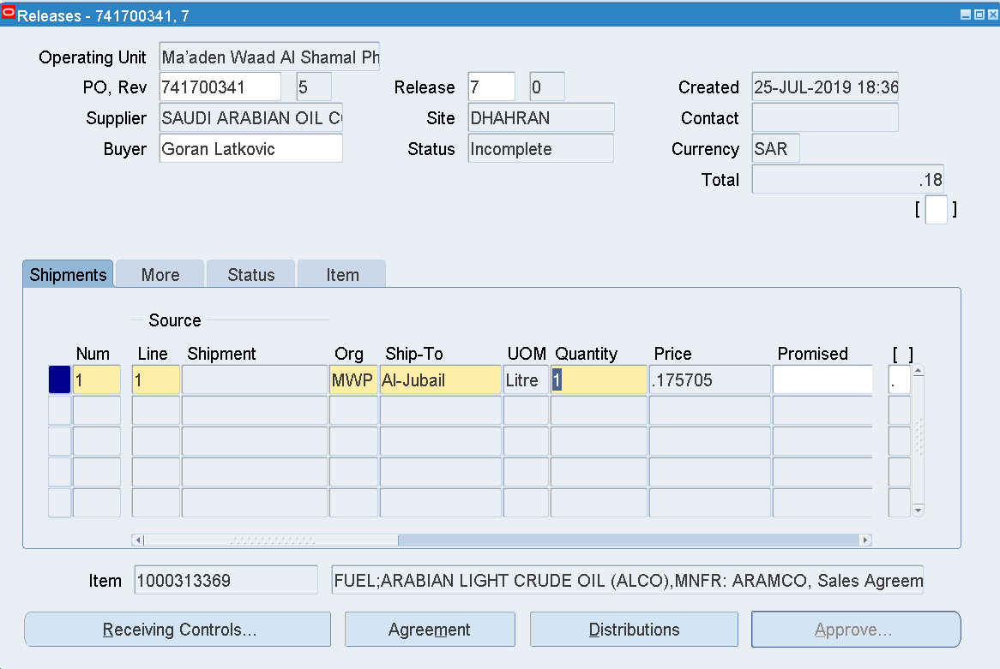 Releases - 741700341, 7
Operating Unit Ma'aden Waad Al Shamal Ph
PO, Rev 741700341 5 Release 7 0 Created 25-JUL-2019 18:36
Supplier SAUDI ARABIAN OIL C Site DHAHRAN Contact
Buyer Goran Latkovic Status Incomplete Currency SAR
Total .18
[ ]
Shipments More Status Item
Source
Num Line Shipment Org Ship-To UOM Quantity Price Promised [ ]
1 1 MWP Al-Jubail Litre 1 .175705 .
Item 1000313369 FUEL;ARABIAN LIGHT CRUDE OIL (ALCO),MNFR: ARAMCO, Sales Agreem
Receiving Controls... Agreement Distributions Approve...